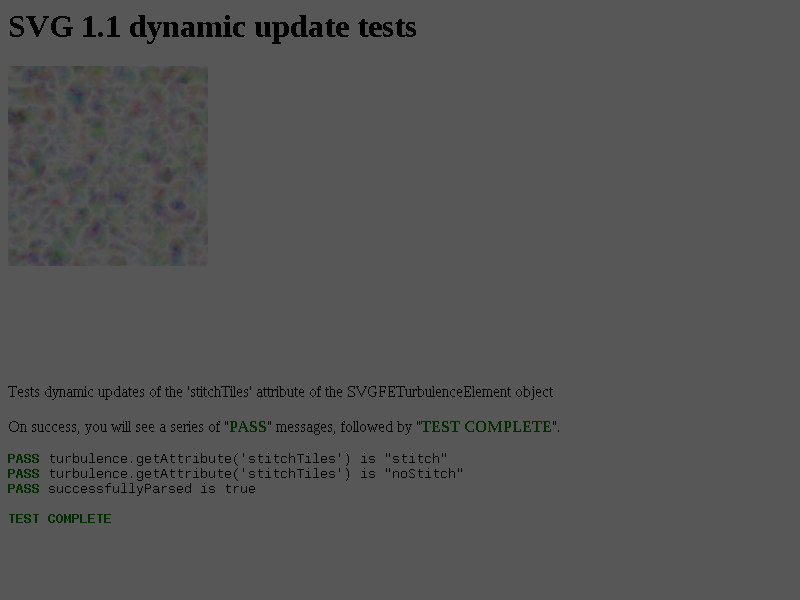 SVG 1.1 dynamic update tests
Tests dynamic updates of the 'stitchTiles' attribute of the SVGFETurbulenceElement object
On success, you will see a series of "PASS" messages, followed by "TEST COMPLETE".
PASS turbulence.getAttribute('stitchTiles') is "stitch"
PASS turbulence.getAttribute('stitchTiles') is "noStitch"
PASS successfullyParsed is true
TEST COMPLETE